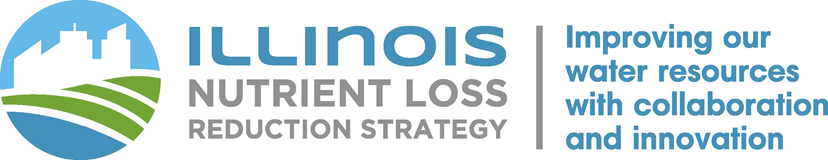 ILLINOIS
NUTRIENT LOSS
REDUCTION STRATEGY
Improving our
water resources
with collaboration
and innovation